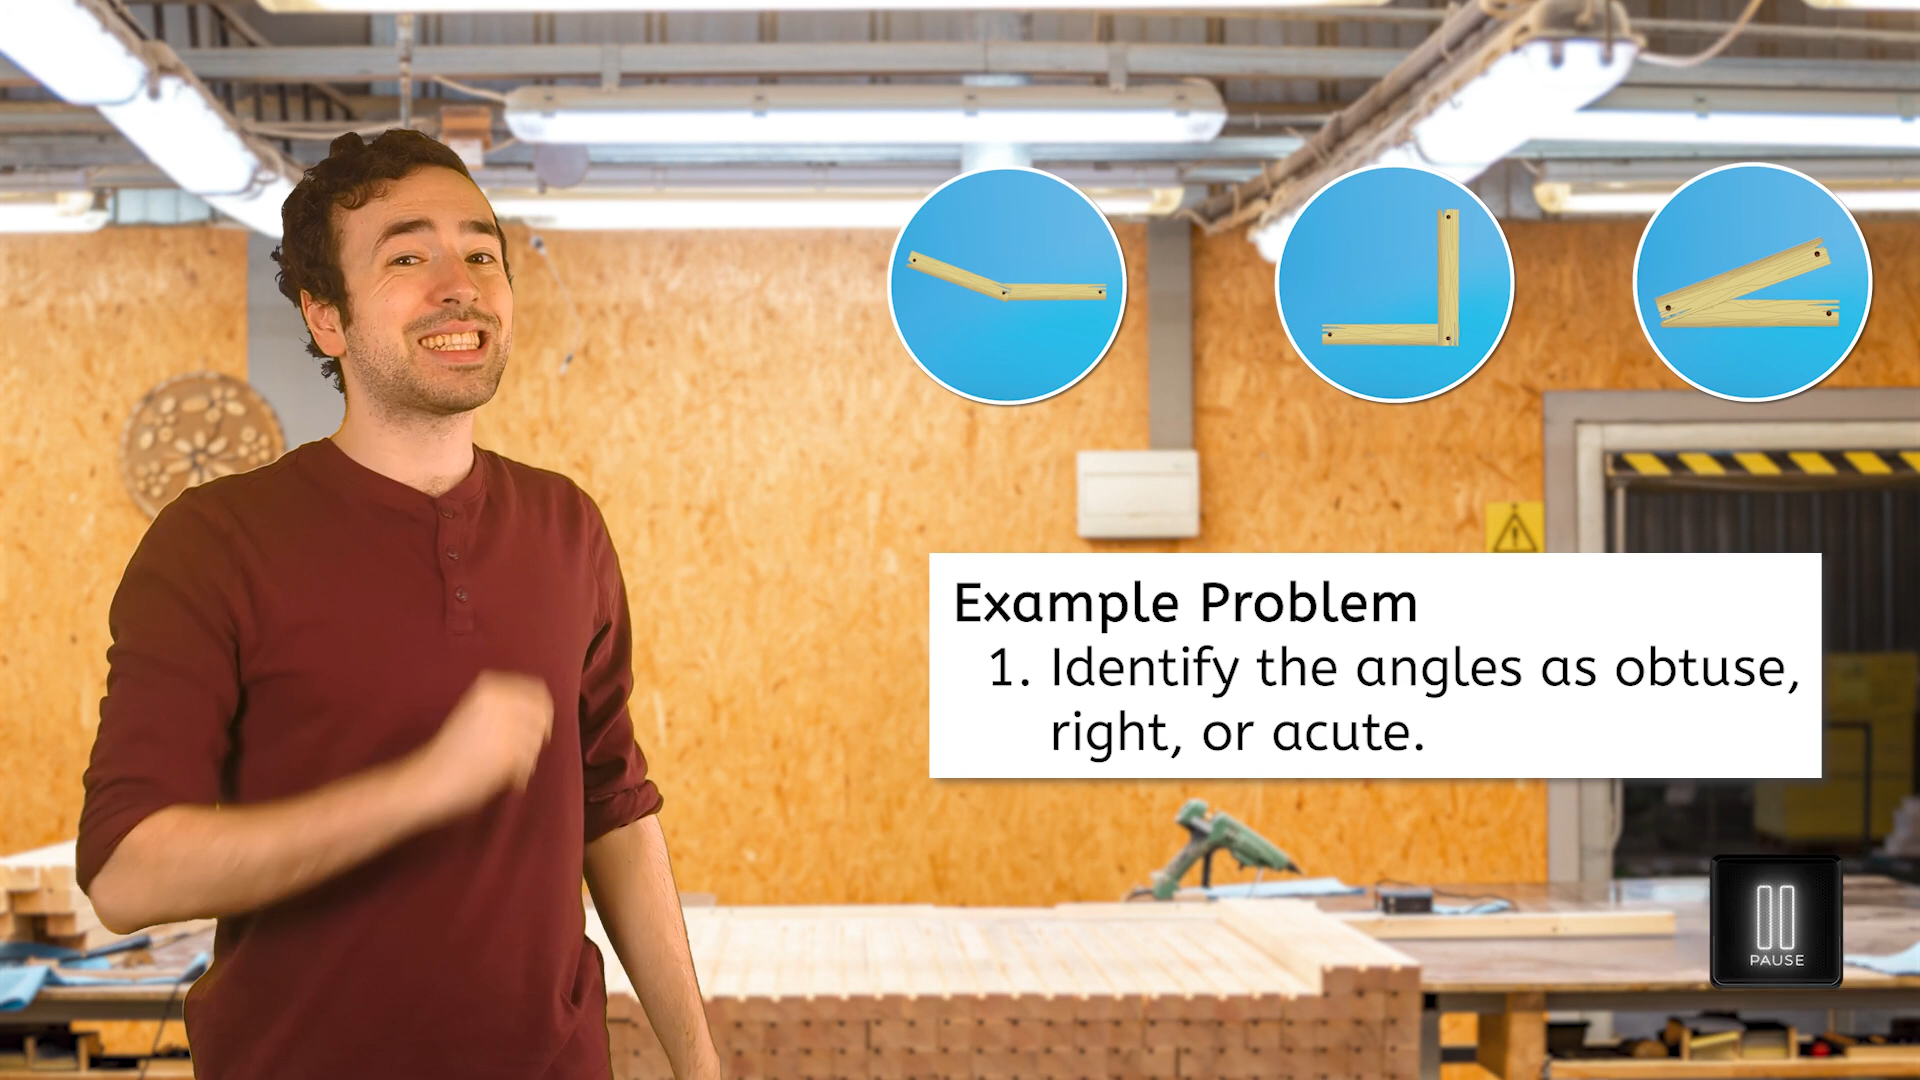 Example Problem
1. Identify the angles as obtuse,
right, or acute.
PAUSE